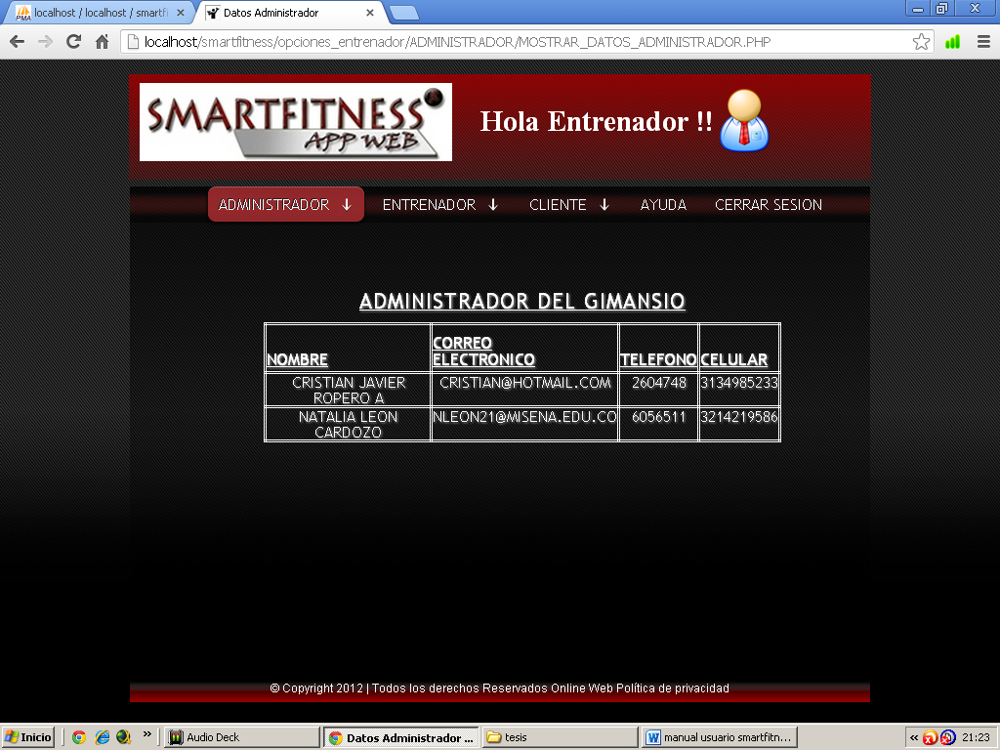 localhost / localhost / smartfi
Datos Administrador
localhost/smartfitness/opciones_entrenador/ADMINISTRADOR/MOSTRAR_DATOS_ADMINISTRADOR.PHP
SMARTFITNESS
APP WEB
Hola Entrenador !!
ADMINISTRADOR ↓ ENTRENADOR ↓ CLIENTE ↓ AYUDA CERRAR SESION
ADMINISTRADOR DEL GIMANSIO
NOMBRE CORREO ELECTRONICO TELEFONO CELULAR
CRISTIAN JAVIER ROPERO A CRISTIAN@HOTMAIL.COM 2604748 3134985233
NATALIA LEON CARDOZO NLEON21@MISENA.EDU.CO 6056511 3214219586
© Copyright 2012 | Todos los derechos Reservados Online Web Política de privacidad
Inicio » Audio Deck Datos Administrador ... tesis manual usuario smartfitn... « 21:23